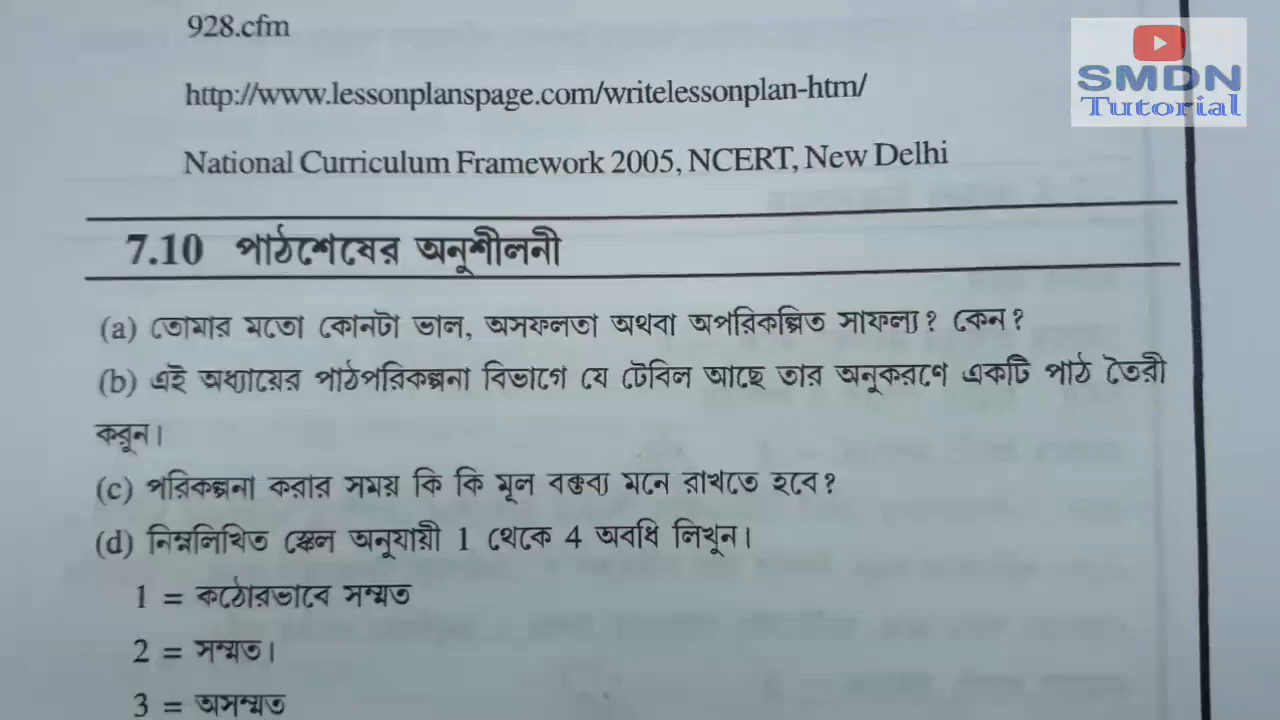 928.cfm
SMDN
Tutorial
http://www.lessonplanspage.com/writelessonplan-htm/
National Curriculum Framework 2005, NCERT, New Delhi
7.10 পাঠশেষের অনুশীলনী
(a) তোমার মতো কোনটা ভাল, অসফলতা অথবা অপরিকল্পিত সাফল্য? কেন?
(b) এই অধ্যায়ের পাঠপরিকল্পনা বিভাগে যে টেবিল আছে তার অনুকরণে একটি পাঠ তৈরী
করুন।
(c) পরিকল্পনা করার সময় কি কি মূল বক্তব্য মনে রাখতে হবে?
(d) নিম্নলিখিত স্কেল অনুযায়ী 1 থেকে 4 অবধি লিখুন।
1 = কঠোরভাবে সম্মত
2 = সম্মত।
3 = অসম্মত